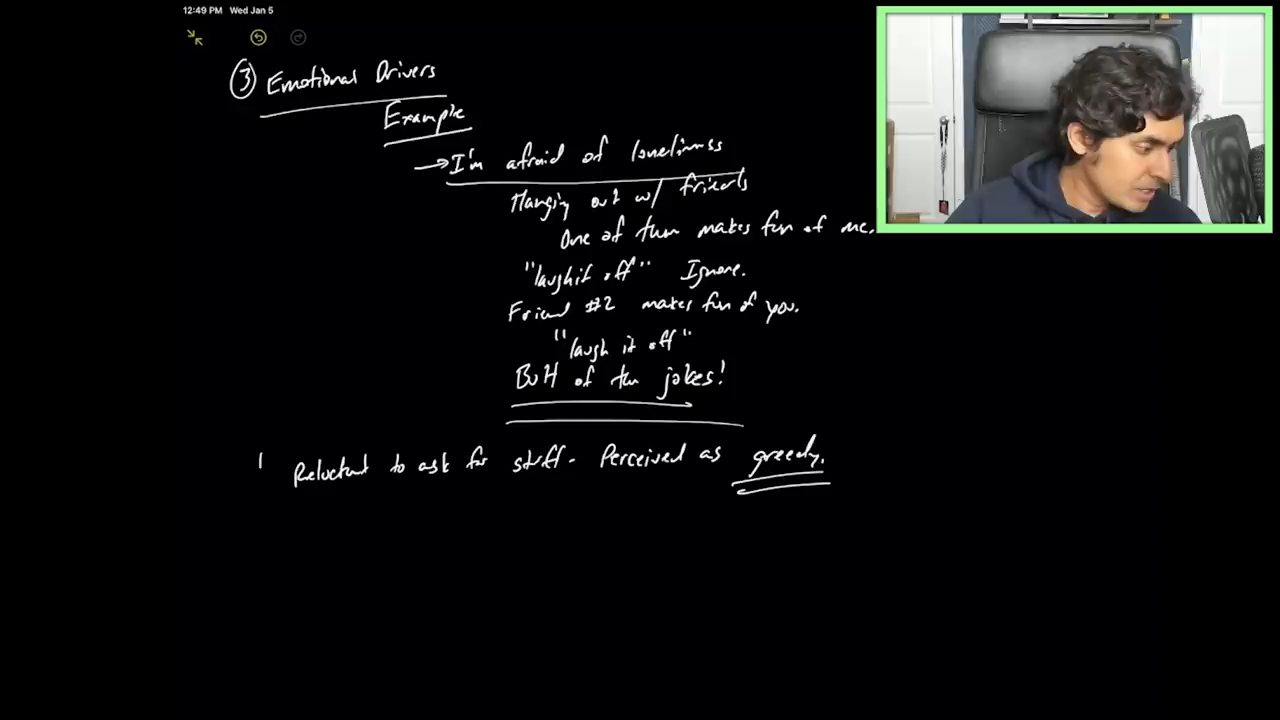 12:49 PM Wed Jan 5
③ Emotional Drivers
Example
→ I'm afraid of loneliness
Hanging out w/ friends
One of them makes fun of me.
"laugh it off" Ignore.
Friend #2 makes fun of you.
"laugh it off"
Butt of the jokes!
Reluctant to ask for stuff. Perceived as greedy.